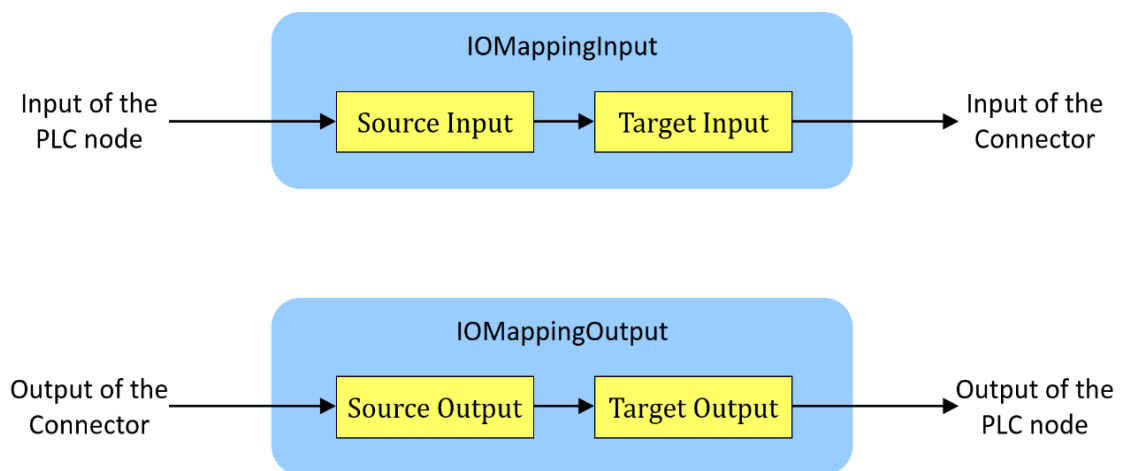 IOMappingInput
Input of the
PLC node
Source Input
Target Input
Input of the
Connector
IOMappingOutput
Output of the
Connector
Source Output
Target Output
Output of the
PLC node